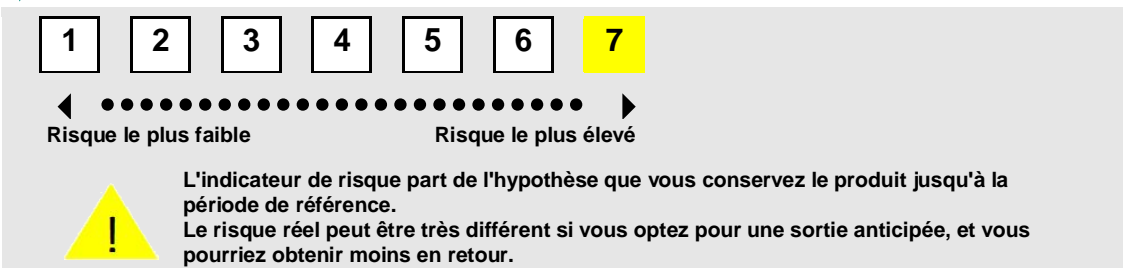 1 2 3 4 5 6 7
Risque le plus faible Risque le plus élevé
L'indicateur de risque part de l'hypothèse que vous conservez le produit jusqu'à la
période de référence.
! Le risque réel peut être très différent si vous optez pour une sortie anticipée, et vous
pourriez obtenir moins en retour.